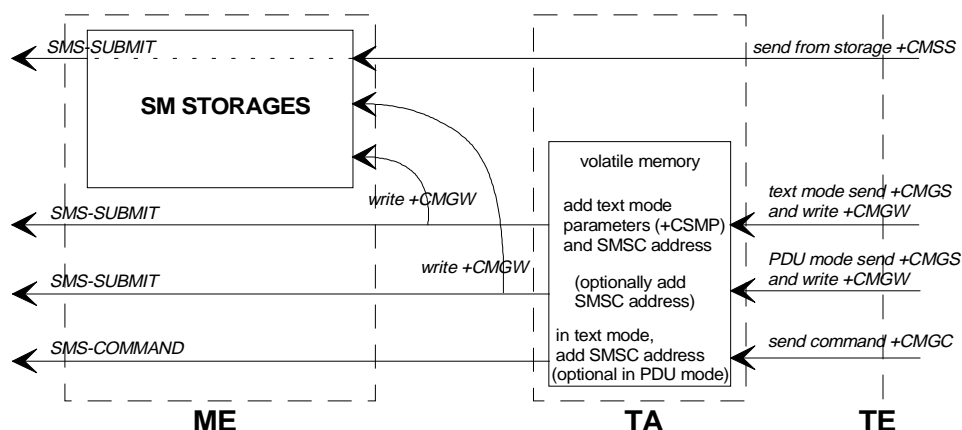 SMS-SUBMIT
send from storage +CMSS
SM STORAGES
volatile memory
write +CMGW
add text mode
parameters (+CSMP)
and SMSC address
text mode send +CMGS
and write +CMGW
SMS-SUBMIT
write +CMGW
PDU mode send +CMGS
and write +CMGW
SMS-SUBMIT
(optionally add
SMSC address)
SMS-COMMAND
in text mode,
add SMSC address
(optional in PDU mode)
send command +CMGC
ME
TA
TE